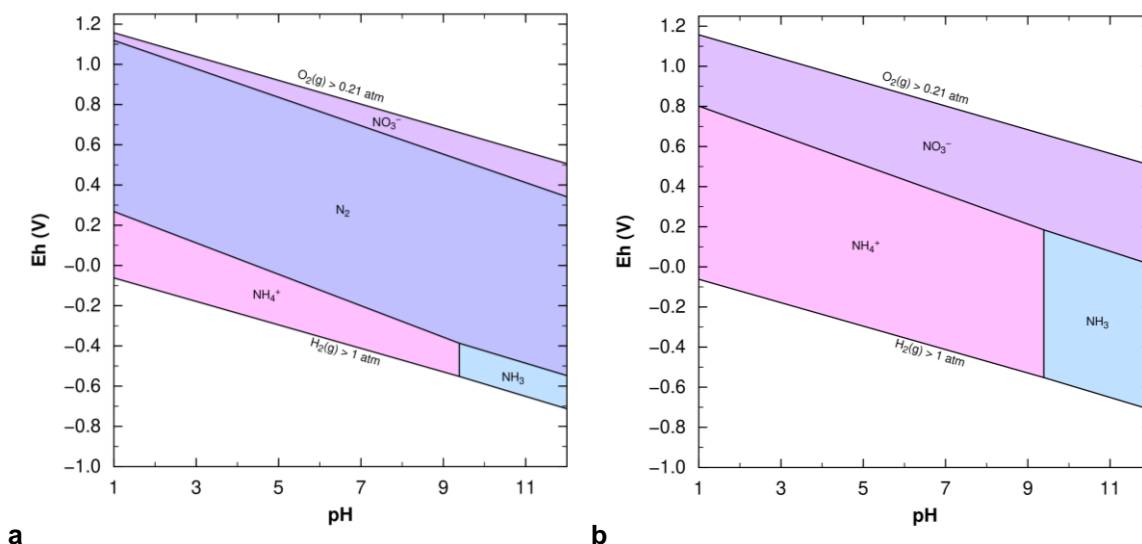 1.2
1.0
0.8
0.6
0.4
0.2
−0.0
−0.2
−0.4
−0.6
−0.8
−1.0
Eh (V)
O₂(g) > 0.21 atm
NO₃⁻
N₂
NH₄⁺
H₂(g) > 1 atm
NH₃
1 3 5 7 9 11
pH
a
1.2
1.0
0.8
0.6
0.4
0.2
−0.0
−0.2
−0.4
−0.6
−0.8
−1.0
Eh (V)
O₂(g) > 0.21 atm
NO₃⁻
NH₄⁺
NH₃
H₂(g) > 1 atm
1 3 5 7 9 11
pH
b